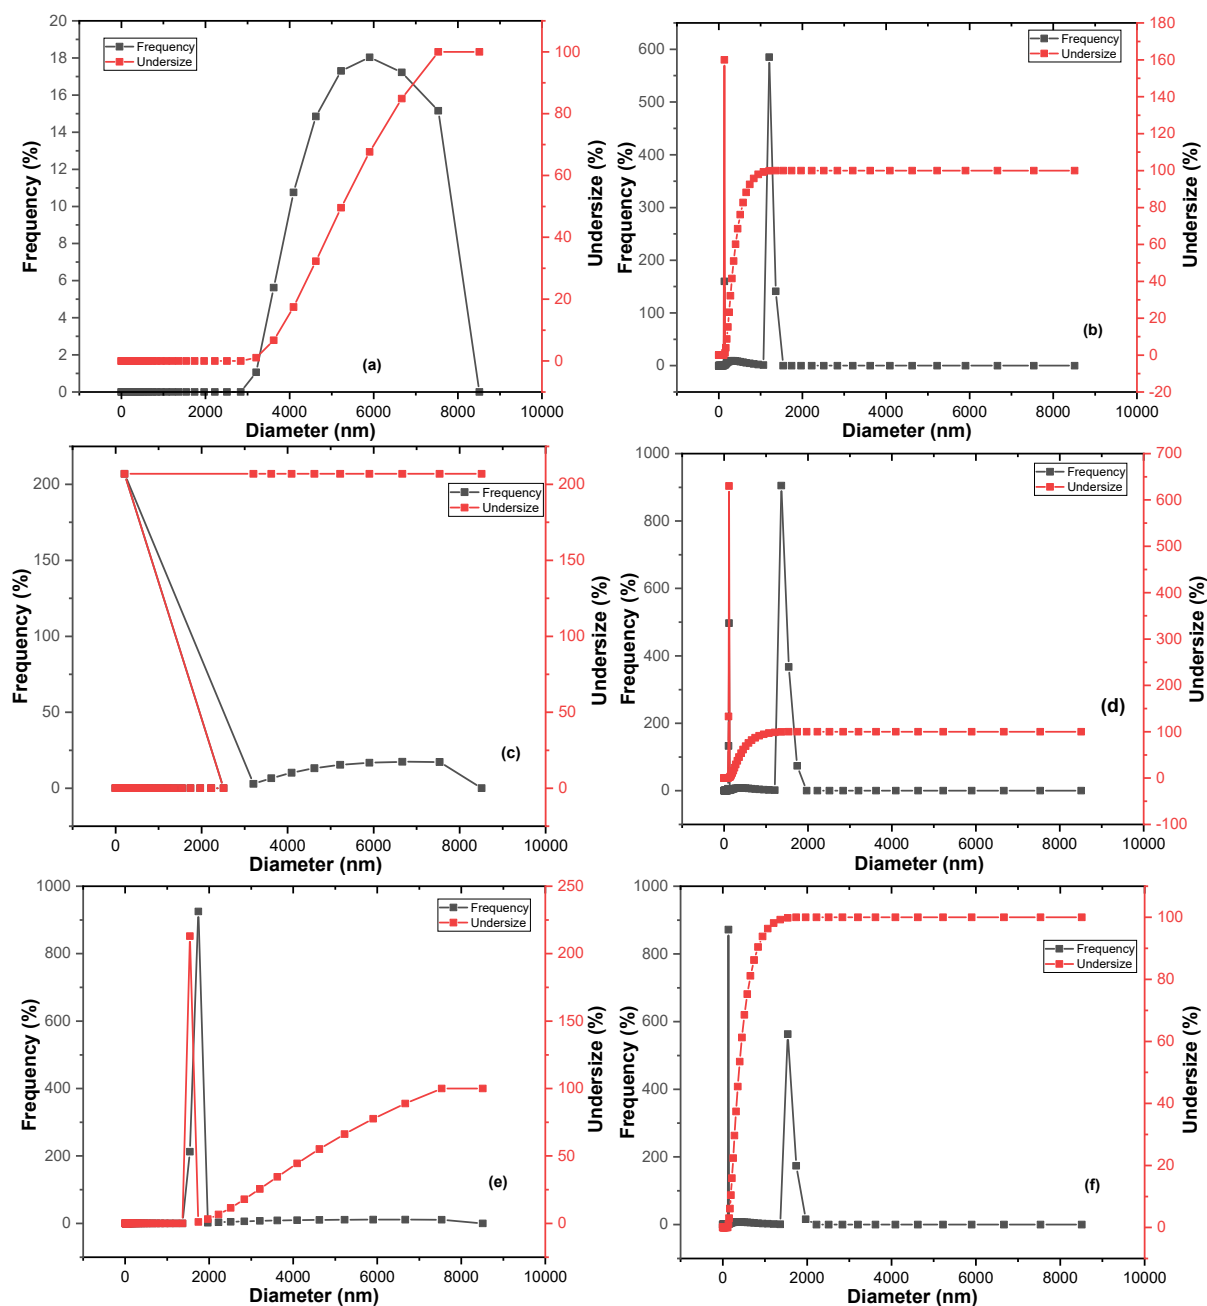 Frequency
Undersize
Frequency (%)
0
2
4
6
8
10
12
14
16
18
20
Undersize (%)
0
20
40
60
80
100
0 2000 4000 6000 8000 10000
Diameter (nm)
(a)
Frequency
Undersize
Frequency (%)
0
100
200
300
400
500
600
Undersize (%)
-20
0
20
40
60
80
100
120
140
160
180
0 2000 4000 6000 8000 10000
Diameter (nm)
(b)
Frequency
Undersize
Frequency (%)
0
50
100
150
200
Undersize (%)
0
50
100
150
200
0 2000 4000 6000 8000 10000
Diameter (nm)
(c)
Frequency
Undersize
Frequency (%)
0
200
400
600
800
1000
Undersize (%)
-100
0
100
200
300
400
500
600
700
0 2000 4000 6000 8000 10000
Diameter (nm)
(d)
Frequency
Undersize
Frequency (%)
0
200
400
600
800
1000
Undersize (%)
0
50
100
150
200
250
0 2000 4000 6000 8000 10000
Diameter (nm)
(e)
Frequency
Undersize
Frequency (%)
0
200
400
600
800
1000
Undersize (%)
0
20
40
60
80
100
0 2000 4000 6000 8000 10000
Diameter (nm)
(f)